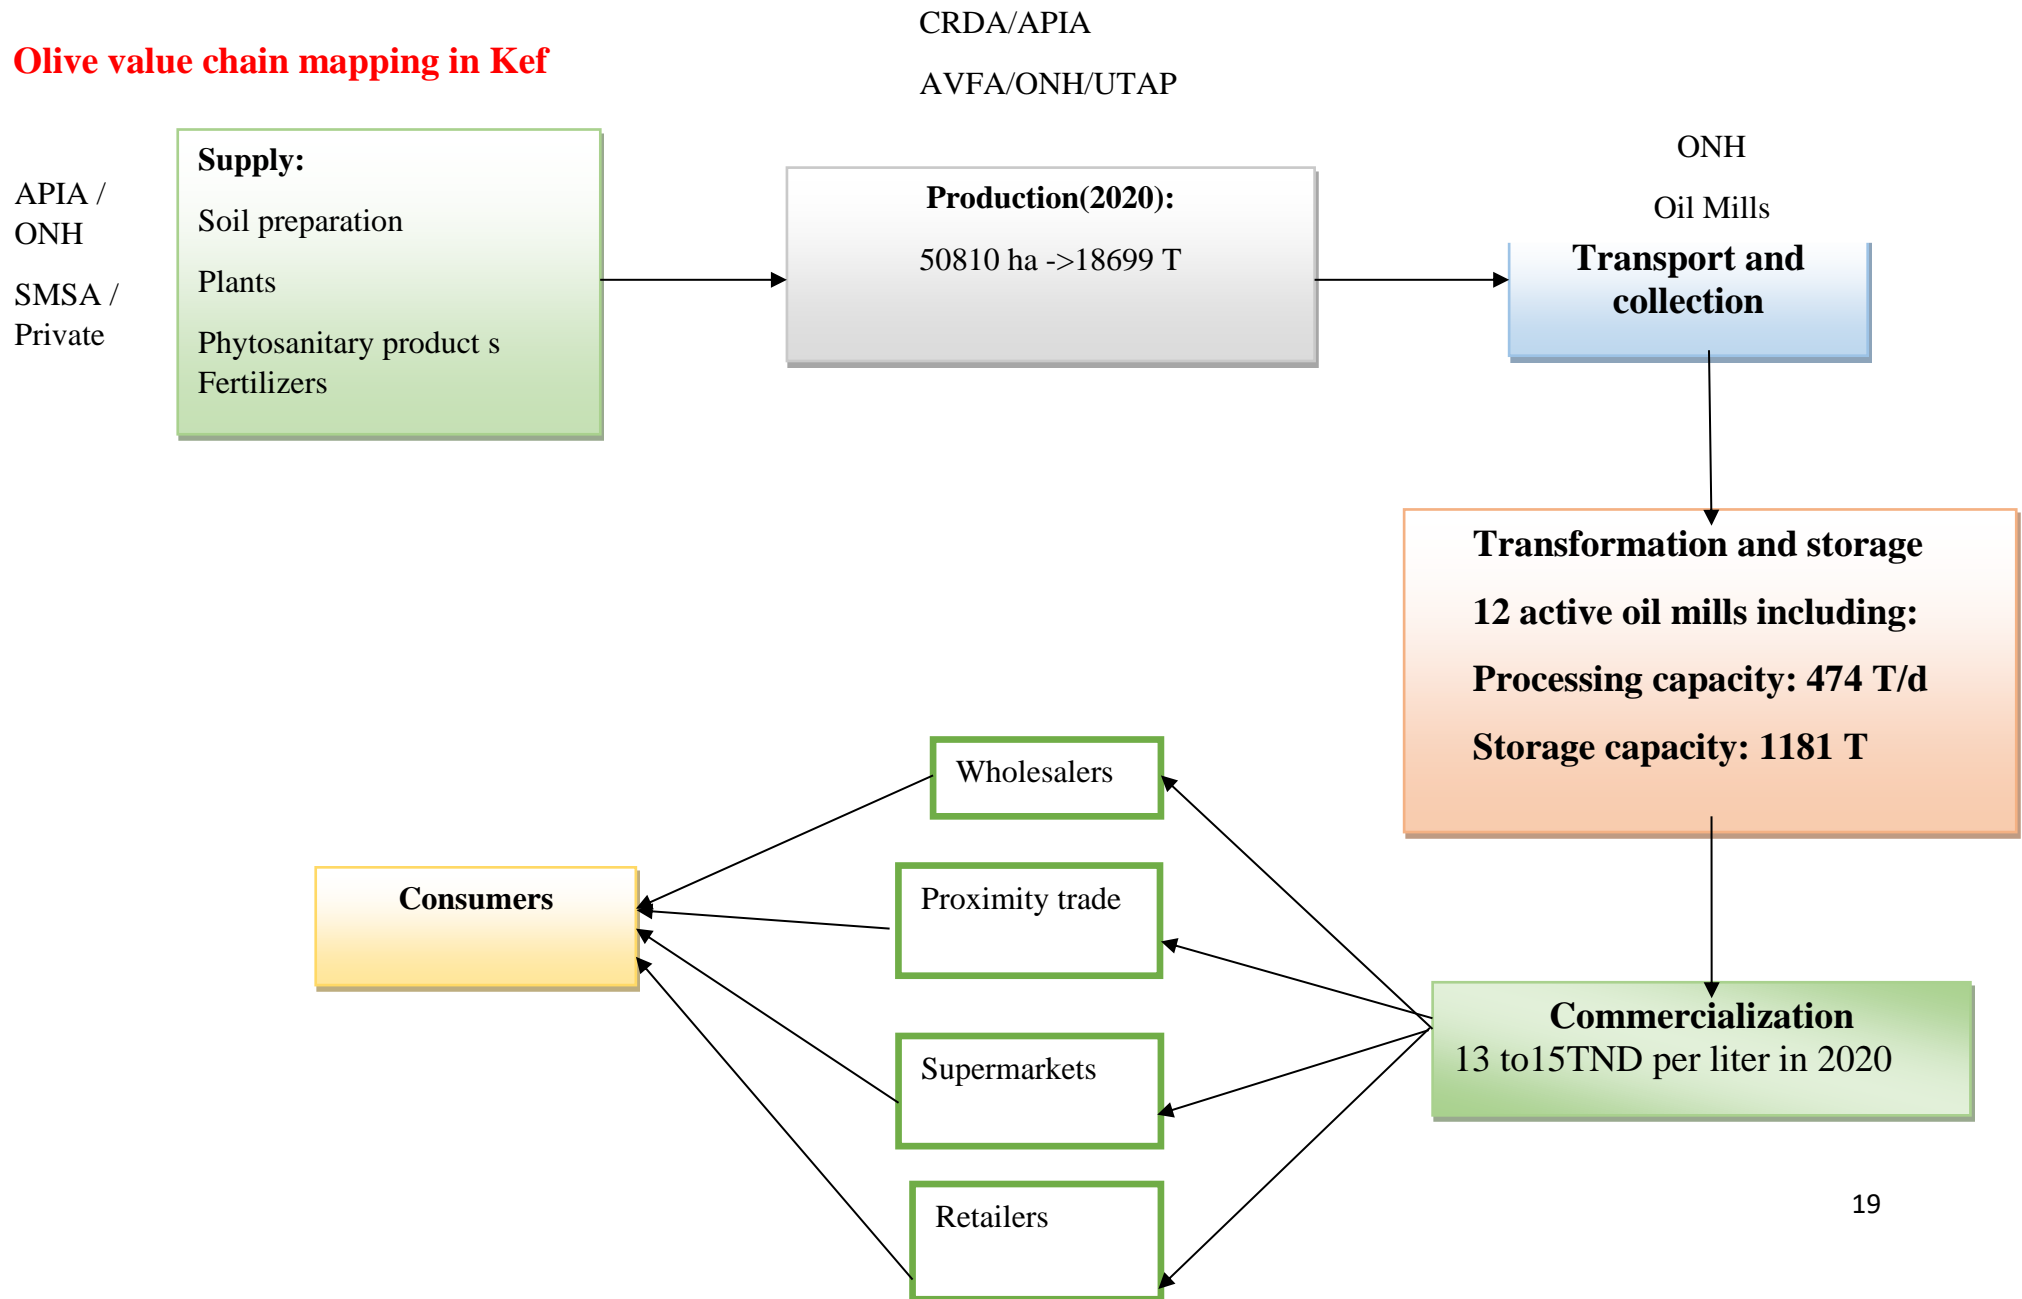 Olive value chain mapping in Kef
CRDA/APIA
AVFA/ONH/UTAP
APIA /
ONH
SMSA /
Private
Supply:
Soil preparation
Plants
Phytosanitary product s
Fertilizers
Production(2020):
50810 ha ->18699 T
ONH
Oil Mills
Transport and
collection
Transformation and storage
12 active oil mills including:
Processing capacity: 474 T/d
Storage capacity: 1181 T
Commercialization
13 to15TND per liter in 2020
Wholesalers
Proximity trade
Supermarkets
Retailers
Consumers
19